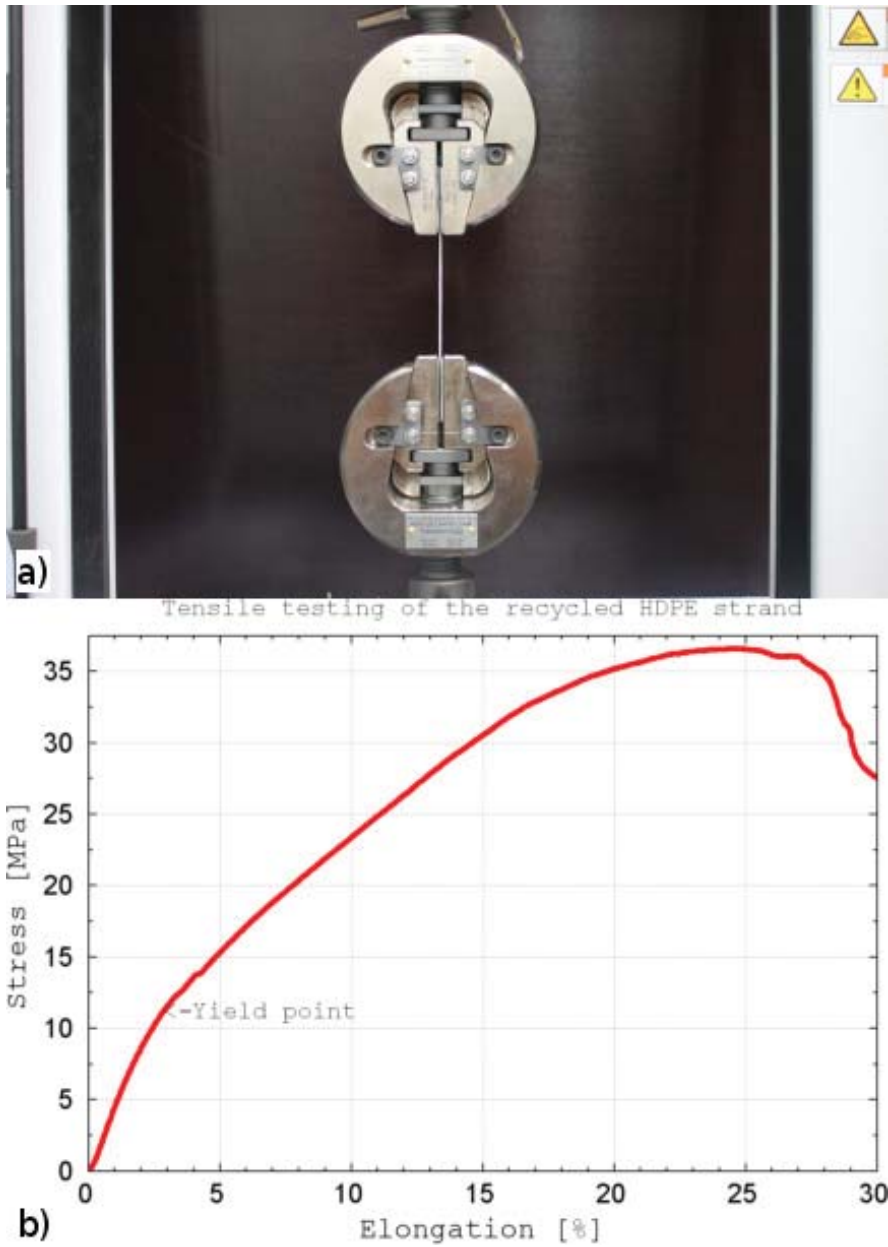 a)
Tensile testing of the recycled HDPE strand
35
30
25
20
15
10
5
0
Stress [MPa]
<-Yield point
0 5 10 15 20 25 30
Elongation [%]
b)